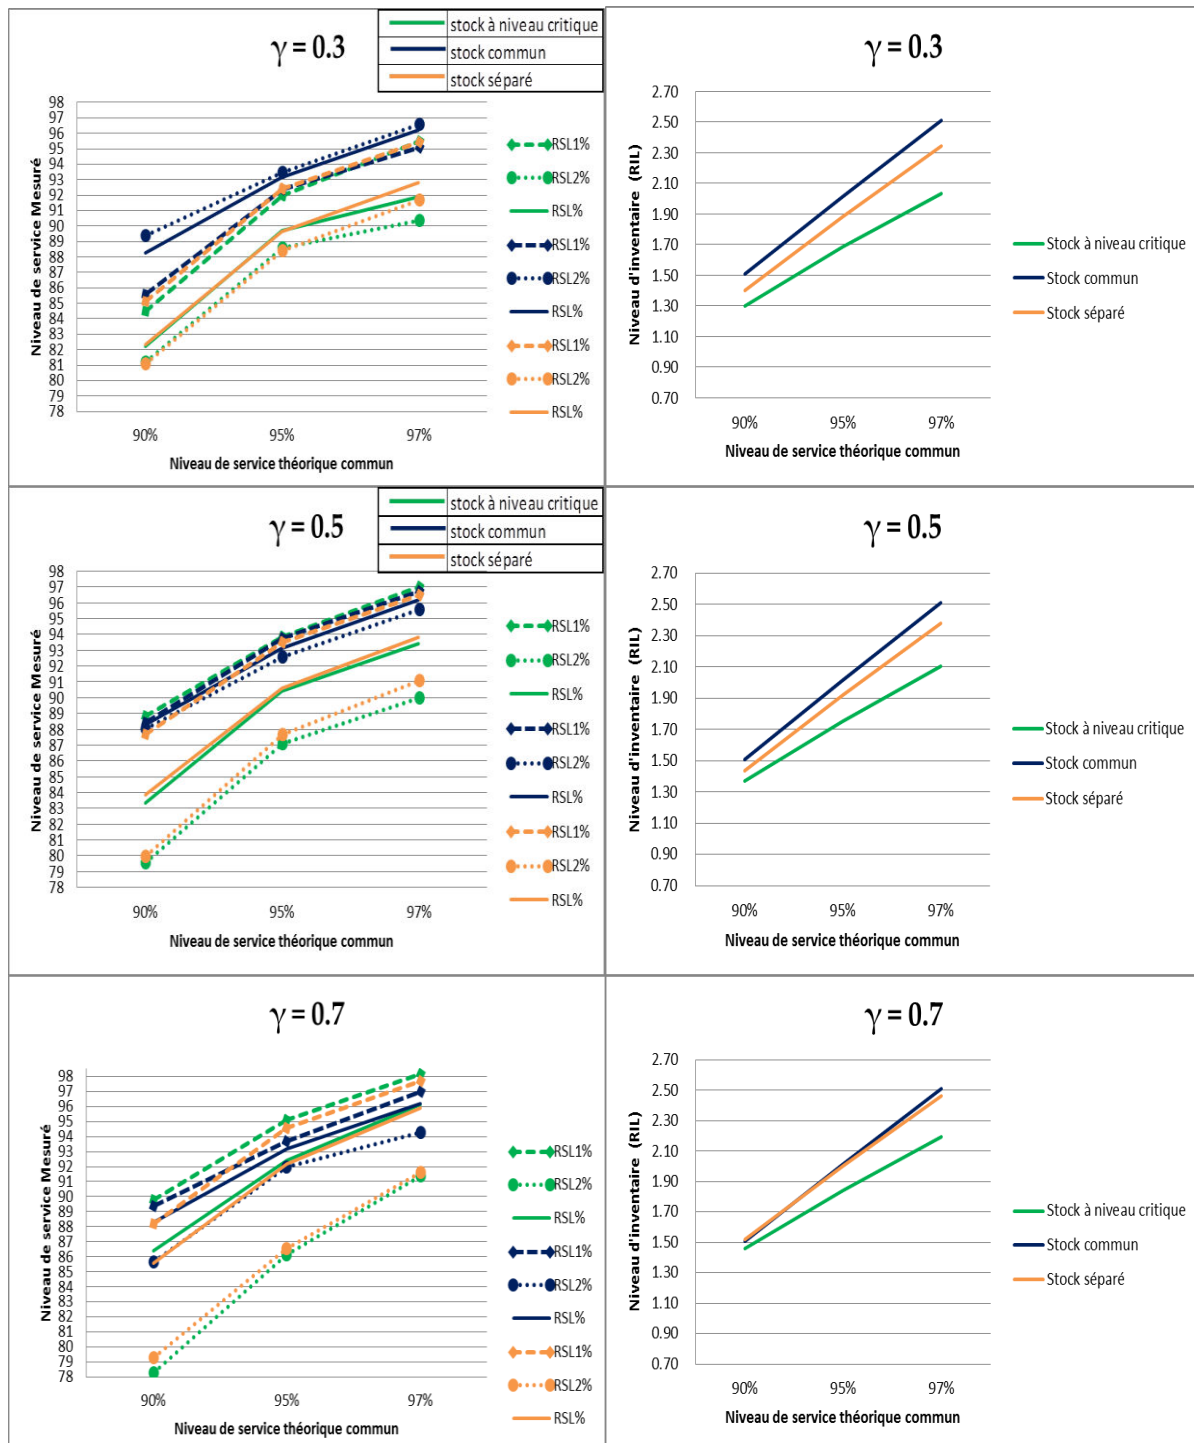 γ = 0.3
stock à niveau critique
stock commun
stock séparé
98
97
96
95
94
93
92
91
90
89
88
87
86
85
84
83
82
81
80
79
78
Niveau de service Mesuré
90%
95%
97%
Niveau de service théorique commun
RSL1%
RSL2%
RSL%
RSL1%
RSL2%
RSL%
RSL1%
RSL2%
RSL%
γ = 0.3
2.70
2.50
2.30
2.10
1.90
1.70
1.50
1.30
1.10
0.90
0.70
Niveau d'inventaire (RIL)
90%
95%
97%
Niveau de service théorique commun
Stock à niveau critique
Stock commun
Stock séparé
γ = 0.5
stock à niveau critique
stock commun
stock séparé
98
97
96
95
94
93
92
91
90
89
88
87
86
85
84
83
82
81
80
79
78
Niveau de service Mesuré
90%
95%
97%
Niveau de service théorique commun
RSL1%
RSL2%
RSL%
RSL1%
RSL2%
RSL%
RSL1%
RSL2%
RSL%
γ = 0.5
2.70
2.50
2.30
2.10
1.90
1.70
1.50
1.30
1.10
0.90
0.70
Niveau d'inventaire (RIL)
90%
95%
97%
Niveau de service théorique commun
Stock à niveau critique
Stock commun
Stock séparé
γ = 0.7
98
97
96
95
94
93
92
91
90
89
88
87
86
85
84
83
82
81
80
79
78
Niveau de service Mesuré
90%
95%
97%
Niveau de service théorique commun
RSL1%
RSL2%
RSL%
RSL1%
RSL2%
RSL%
RSL1%
RSL2%
RSL%
γ = 0.7
2.70
2.50
2.30
2.10
1.90
1.70
1.50
1.30
1.10
0.90
0.70
Niveau d'inventaire (RIL)
90%
95%
97%
Niveau de service théorique commun
Stock à niveau critique
Stock commun
Stock séparé